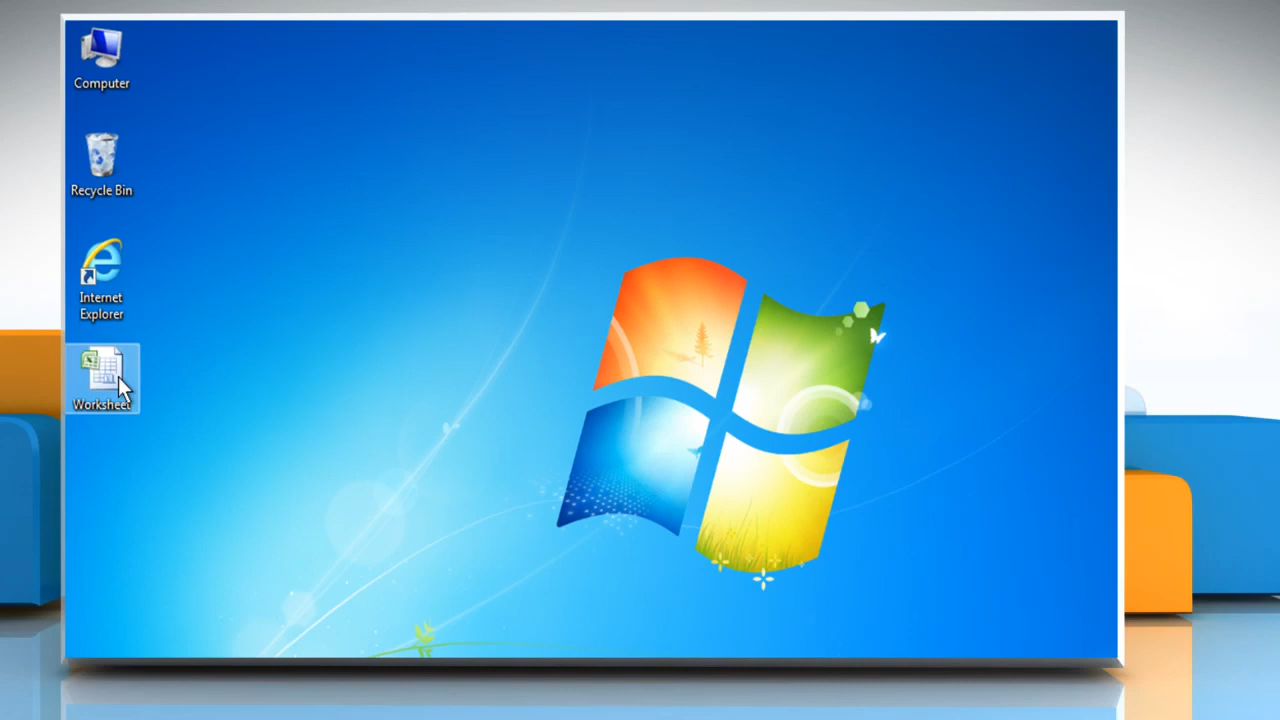 Computer
Recycle Bin
Internet
Explorer
Worksheet